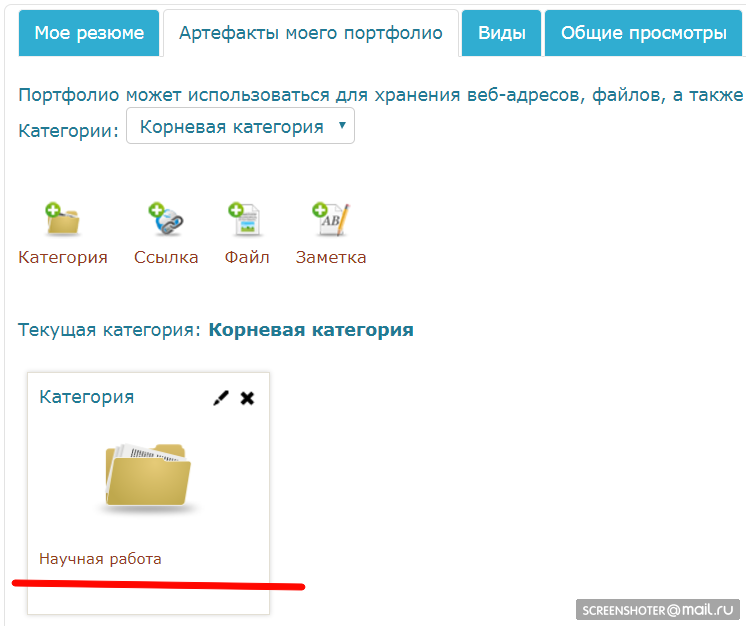 Мое резюме Артефакты моего портфолио Виды Общие просмотры
Портфолио может использоваться для хранения веб-адресов, файлов, а также
Категории: Корневая категория
Категория Ссылка Файл Заметка
Текущая категория: Корневая категория
Категория
Научная работа
SCREENSHOTER@mail.ru